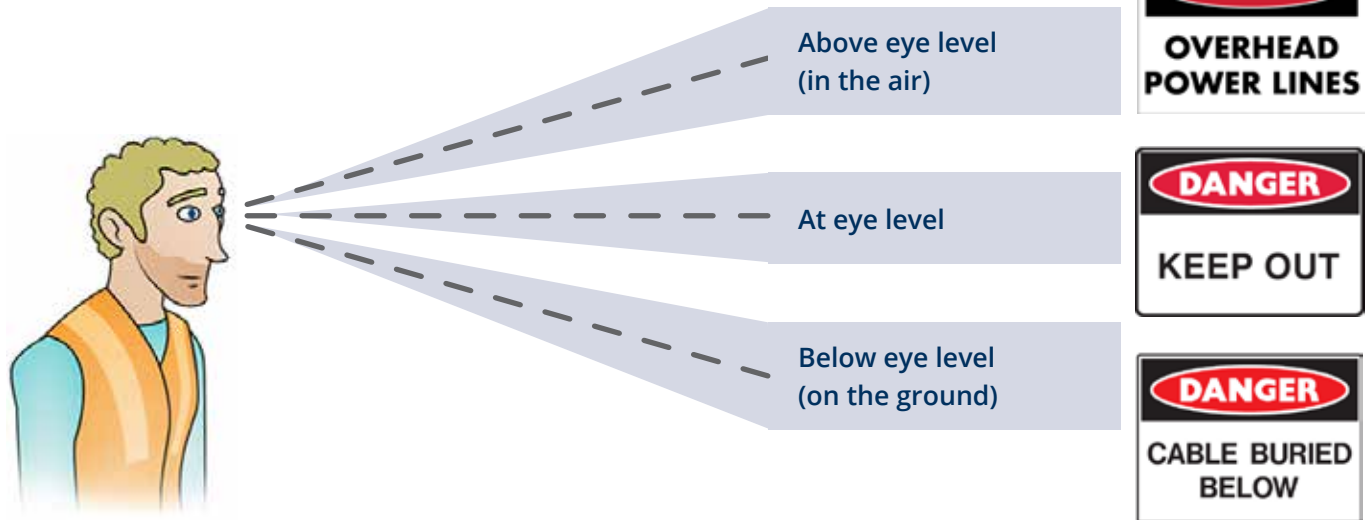 Above eye level
(in the air)
OVERHEAD
POWER LINES
At eye level
DANGER
KEEP OUT
Below eye level
(on the ground)
DANGER
CABLE BURIED
BELOW